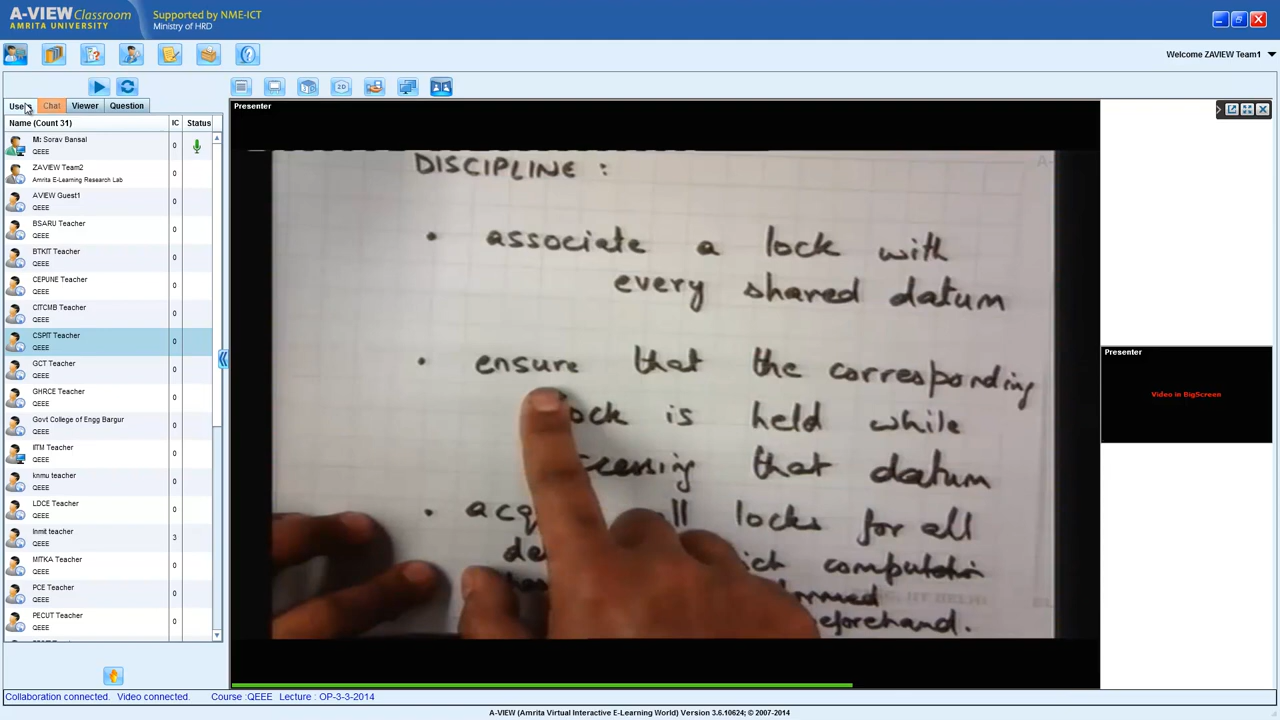 A-VIEW Classroom
AMRITA UNIVERSITY
Supported by NME-ICT
Ministry of HRD
Welcome ZAVIEW Team1
Chat Viewer Question
Name (Count 31) IC Status
M: Sorav Bansal 0
QEEE
ZAVIEW Team2 0
Amrita E-Learning Research Lab
AVIEW Guest1 0
QEEE
BSARU Teacher 0
QEEE
BTKIT Teacher 0
QEEE
CEPUNE Teacher 0
QEEE
CITCMB Teacher 0
QEEE
CSPIT Teacher 0
QEEE
GCT Teacher 0
QEEE
GHRCE Teacher 0
QEEE
Govt College of Engg Bargur 0
QEEE
IITM Teacher 0
QEEE
knmu teacher 0
QEEE
LDCE Teacher 0
QEEE
lnmit teacher 3
QEEE
MITKA Teacher 0
QEEE
PCE Teacher 0
QEEE
PECUT Teacher 0
QEEE
Presenter
DISCIPLINE :
• associate a lock with
every shared datum
• ensure that the corresponding
lock is held while
that datum
• all locks for all
computation
beforehand.
Presenter
Video in BigScreen
Collaboration connected. Video connected. Course :QEEE Lecture : OP-3-3-2014
A-VIEW (Amrita Virtual Interactive E-Learning World) Version 3.6.10624; © 2007-2014